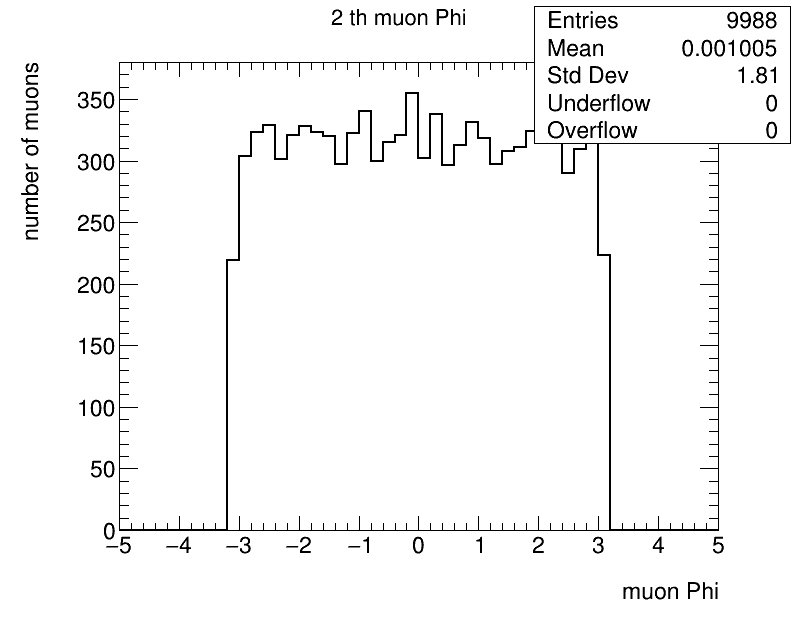 2 th muon Phi
Entries 9988
Mean 0.001005
Std Dev 1.81
Underflow 0
Overflow 0
number of muons
350
300
250
200
150
100
50
0
−5 −4 −3 −2 −1 0 1 2 3 4 5
muon Phi